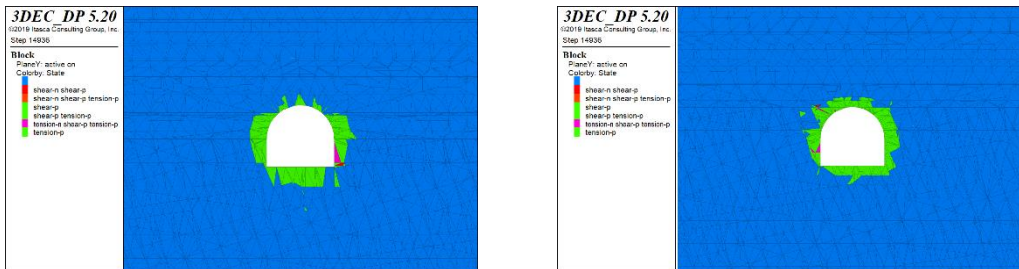 3DEC_DP 5.20
©2019 Itasca Consulting Group, Inc.
Step 14936
Block
PlaneY: active on
Colorby: State
shear-n shear-p
shear-n shear-p tension-p
shear-p
shear-p tension-p
tension-n shear-p tension-p
tension-p
3DEC_DP 5.20
©2019 Itasca Consulting Group, Inc.
Step 14936
Block
PlaneY: active on
Colorby: State
shear-n shear-p
shear-n shear-p tension-p
shear-p
shear-p tension-p
tension-n shear-p tension-p
tension-p